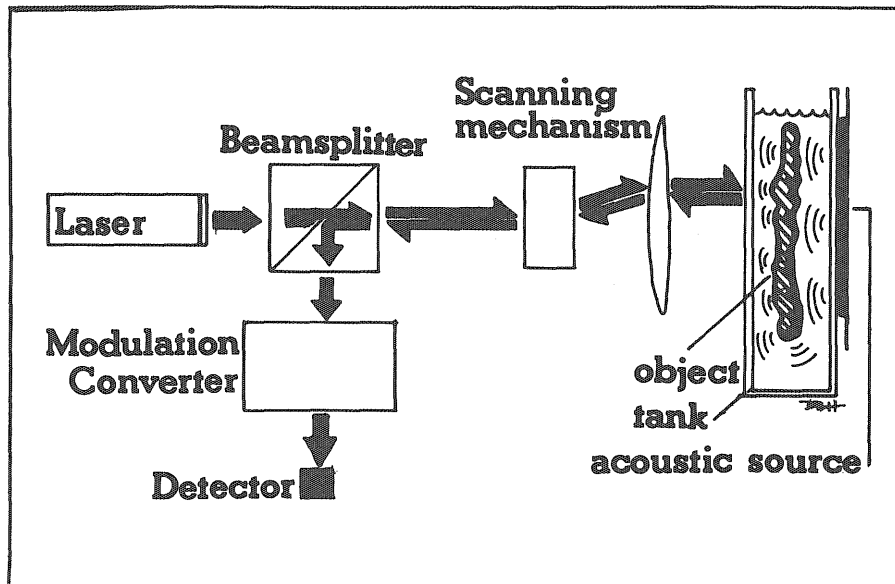 Scanning
mechanism
Beamsplitter
Laser
Modulation
Converter
object
tank
acoustic source
Detector